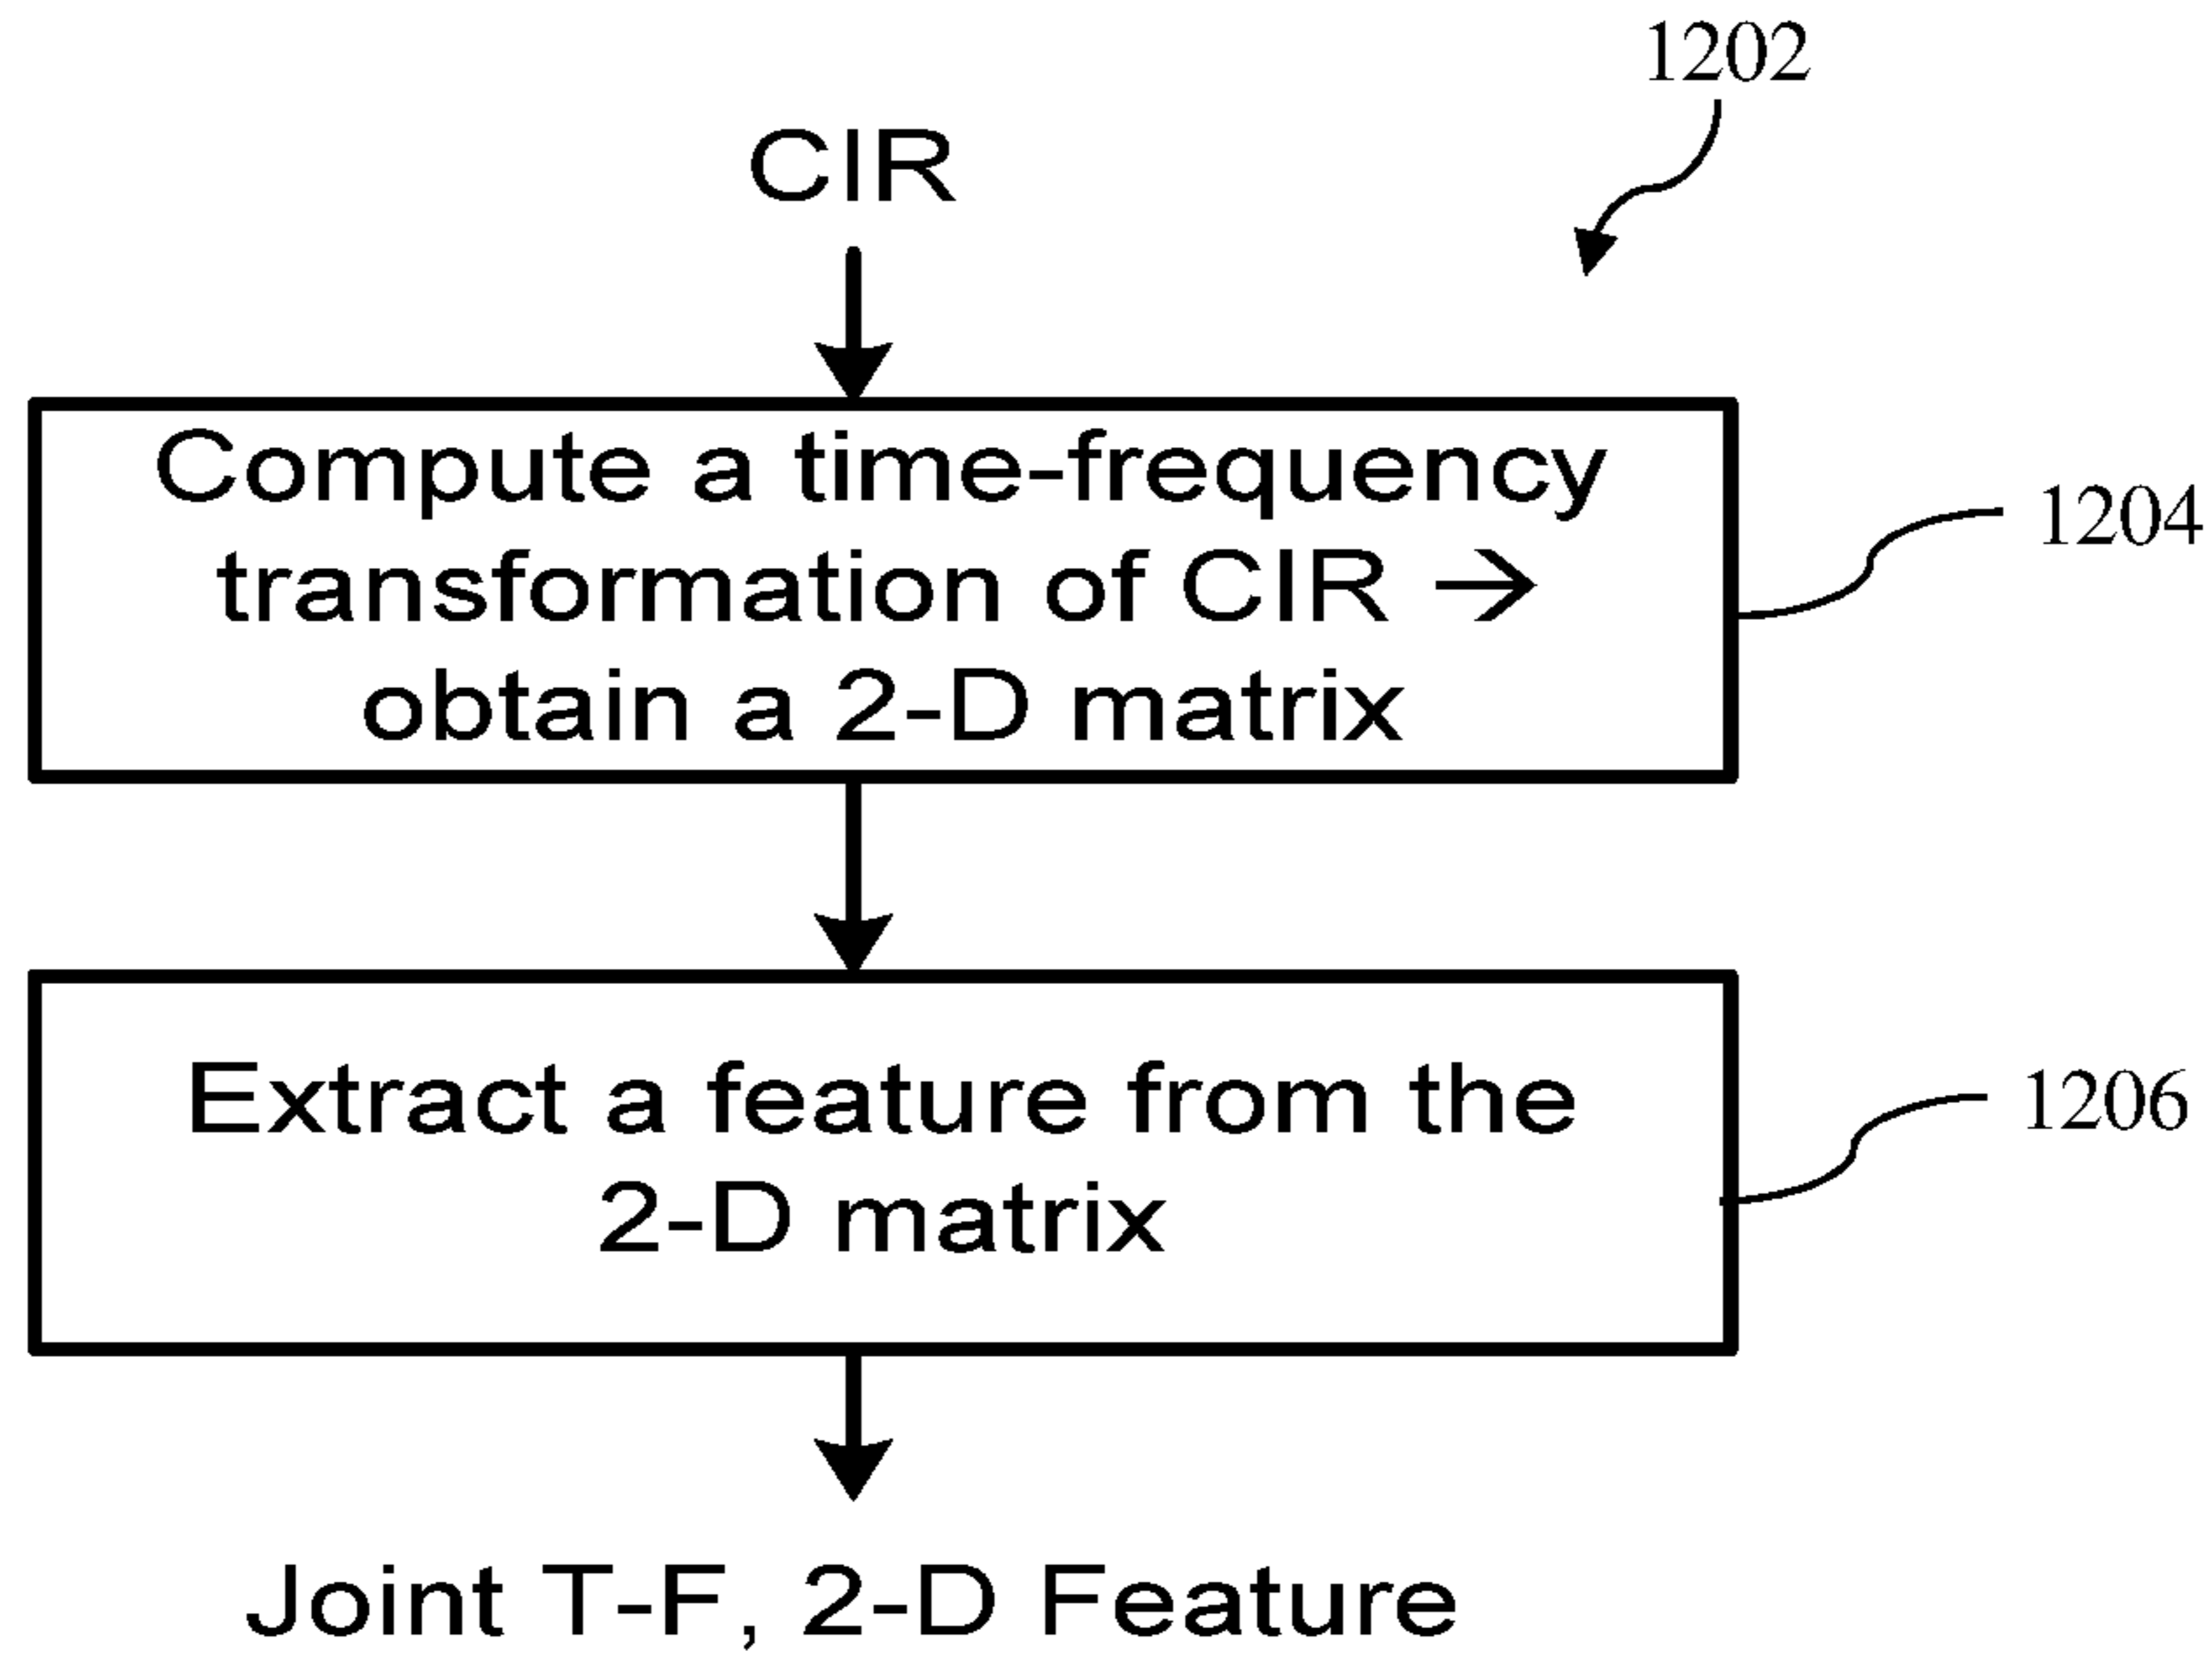 1202
CIR
Compute a time-frequency
transformation of CIR →
obtain a 2-D matrix
1204
Extract a feature from the
2-D matrix
1206
Joint T-F, 2-D Feature